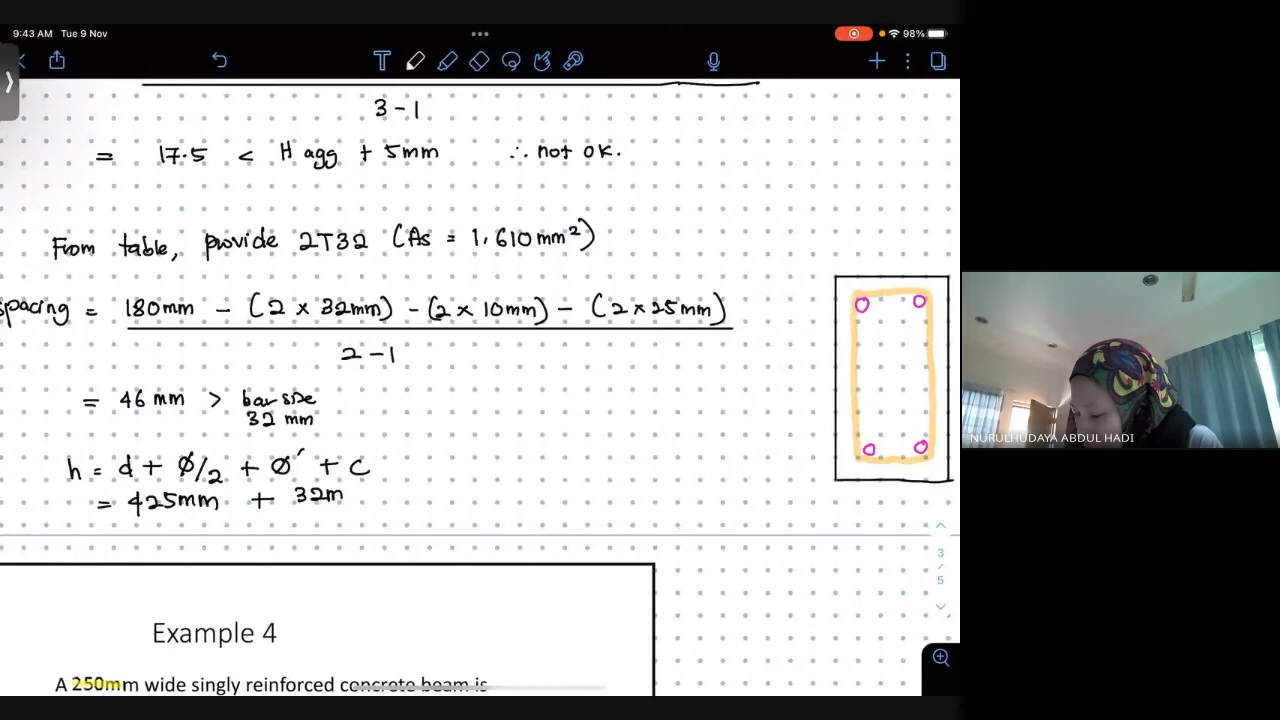 9:43 AM Tue 9 Nov
98%
T
3 - 1
= 17.5 < H agg + 5mm ∴ not OK.
From table, provide 2T32 (As = 1,610mm²)
spacing = 180mm - (2 x 32mm) - (2 x 10mm) - (2 x 25mm)
2 - 1
= 46 mm > bar size
32 mm
h = d + Ø/2 + Ø′ + C
= 425mm + 32m
3
/
5
Example 4
A 250mm wide singly reinforced concrete beam is
NURULHUDAYA ABDUL HADI